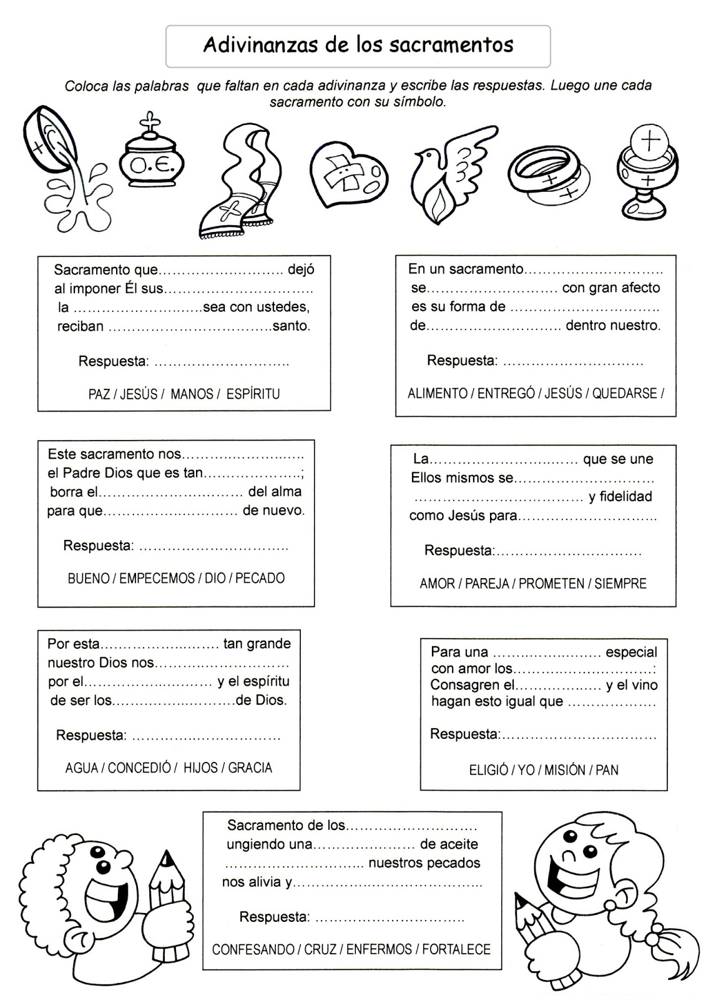 Adivinanzas de los sacramentos
Coloca las palabras que faltan en cada adivinanza y escribe las respuestas. Luego une cada
sacramento con su símbolo.
O.E.
Sacramento que............................ dejó
al imponer Él sus................................
la ............................sea con ustedes,
reciban ...................................santo.
Respuesta: .............................
PAZ / JESÚS / MANOS / ESPÍRITU
En un sacramento..............................
se............................ con gran afecto
es su forma de ................................
de............................. dentro nuestro.
Respuesta: ..............................
ALIMENTO / ENTREGÓ / JESÚS / QUEDARSE /
Este sacramento nos..........................
el Padre Dios que es tan.....................;
borra el............................... del alma
para que............................. de nuevo.
Respuesta: ................................
BUENO / EMPECEMOS / DIO / PECADO
La................................ que se une
Ellos mismos se..............................
.................................... y fidelidad
como Jesús para..............................
Respuesta:...............................
AMOR / PAREJA / PROMETEN / SIEMPRE
Por esta......................... tan grande
nuestro Dios nos.............................
por el............................ y el espíritu
de ser los..........................de Dios.
Respuesta: ................................
AGUA / CONCEDIÓ / HIJOS / GRACIA
Para una ....................... especial
con amor los..............................:
Consagren el................... y el vino
hagan esto igual que ...................
Respuesta:.................................
ELIGIÓ / YO / MISIÓN / PAN
Sacramento de los............................
ungiendo una...................... de aceite
.............................. nuestros pecados
nos alivia y.........................................
Respuesta: ................................
CONFESANDO / CRUZ / ENFERMOS / FORTALECE